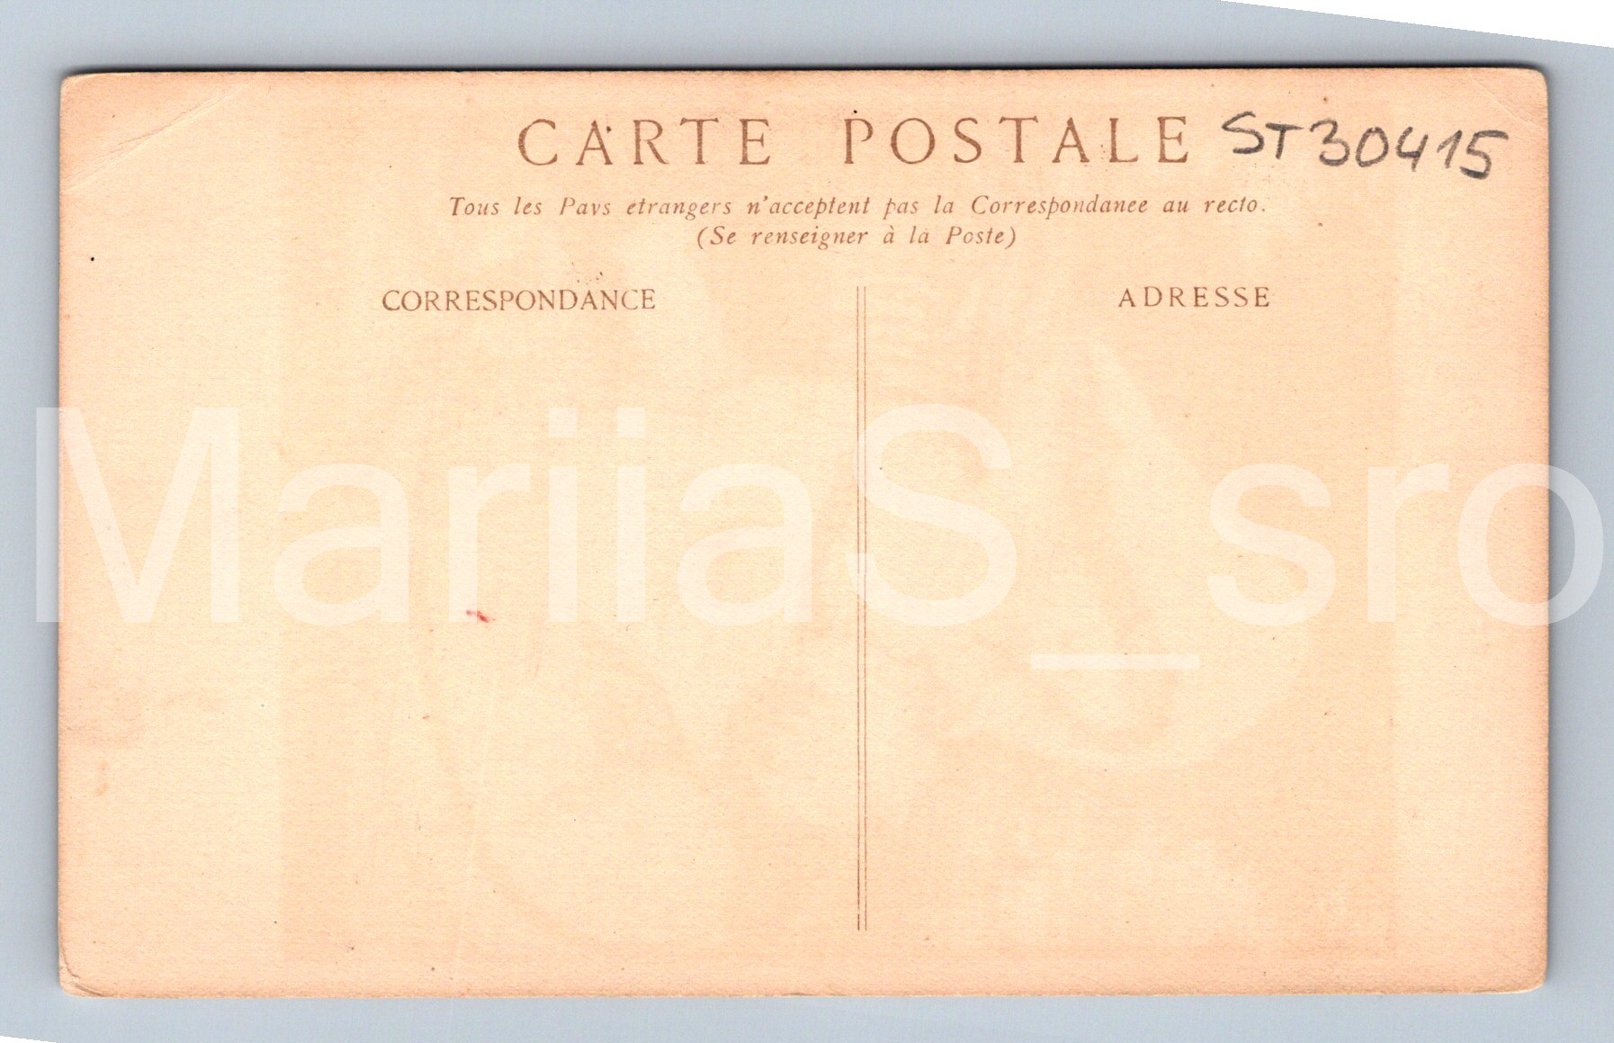 CARTE POSTALE ST30415
Tous les Pays etrangers n'acceptent pas la Correspondanee au recto.
(Se renseigner à la Poste)
CORRESPONDANCE
ADRESSE
MariiaS_sro